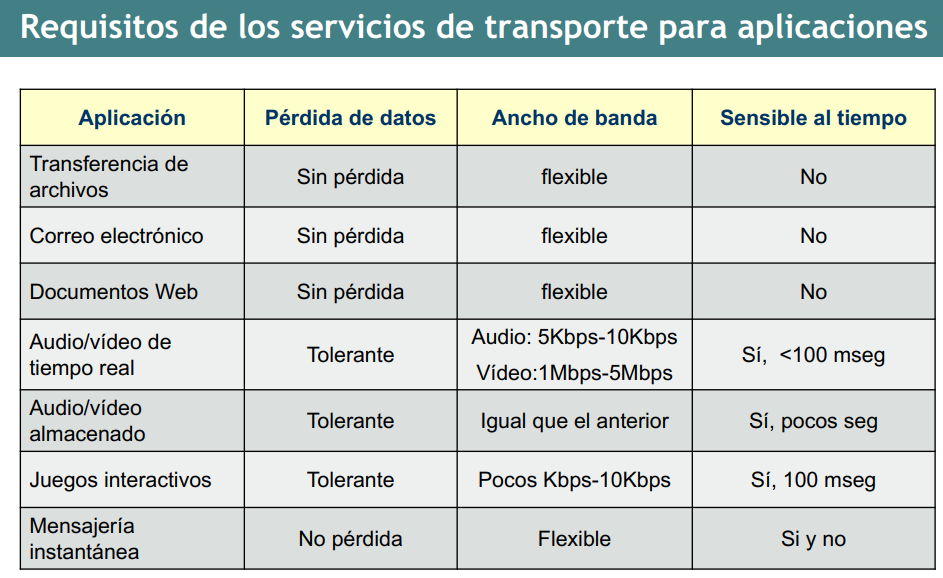 Requisitos de los servicios de transporte para aplicaciones
Aplicación Pérdida de datos Ancho de banda Sensible al tiempo
Transferencia de
archivos Sin pérdida flexible No
Correo electrónico Sin pérdida flexible No
Documentos Web Sin pérdida flexible No
Audio/vídeo de
tiempo real Tolerante Audio: 5Kbps-10Kbps
Vídeo:1Mbps-5Mbps Sí, <100 mseg
Audio/vídeo
almacenado Tolerante Igual que el anterior Sí, pocos seg
Juegos interactivos Tolerante Pocos Kbps-10Kbps Sí, 100 mseg
Mensajería
instantánea No pérdida Flexible Si y no